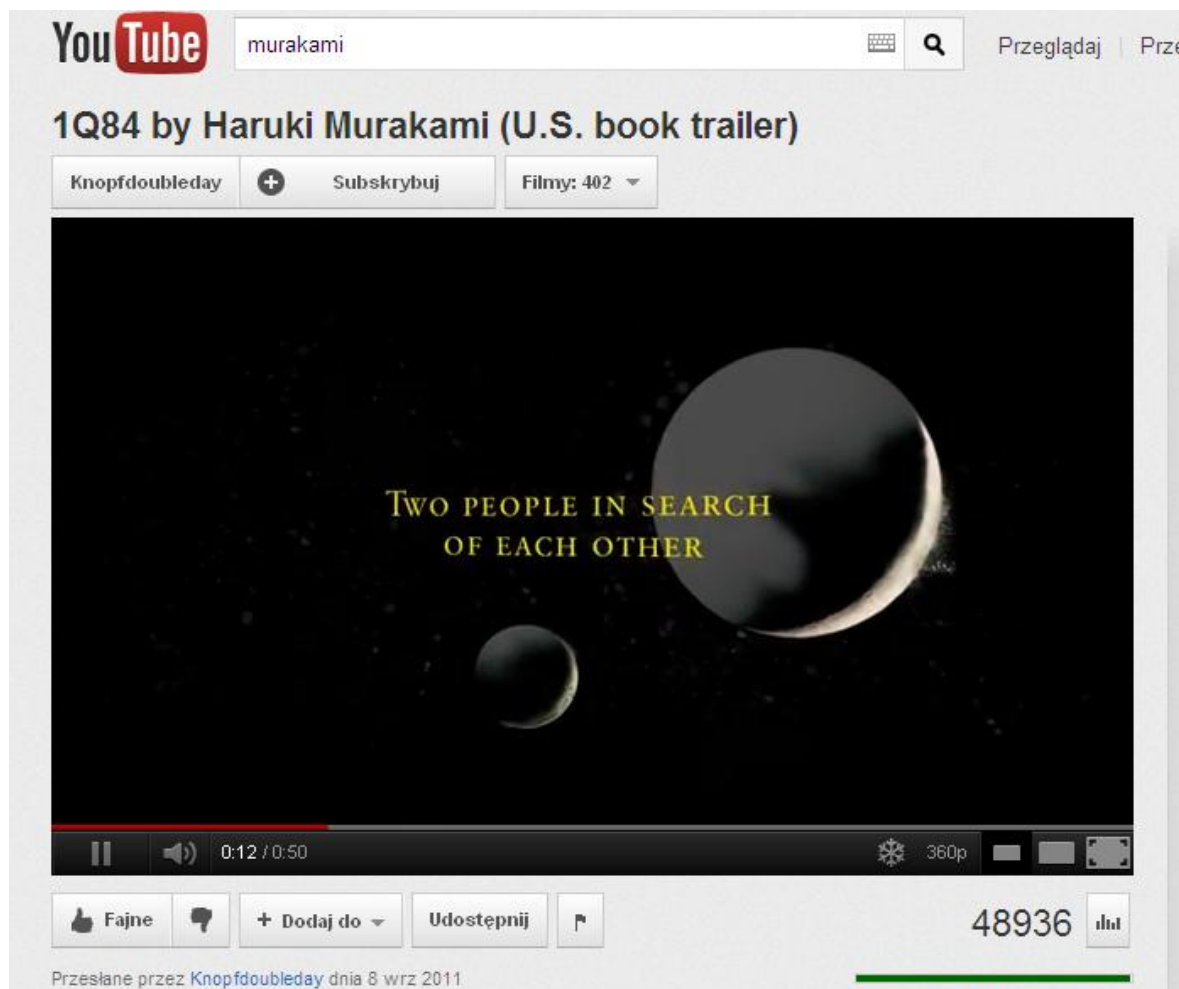 YouTube murakami Przeglądaj
1Q84 by Haruki Murakami (U.S. book trailer)
Knopfdoubleday Subskrybuj Filmy: 402
TWO PEOPLE IN SEARCH
OF EACH OTHER
0:12 / 0:50 360p
Fajne + Dodaj do Udostępnij 48936
Przesłane przez Knopfdoubleday dnia 8 wrz 2011